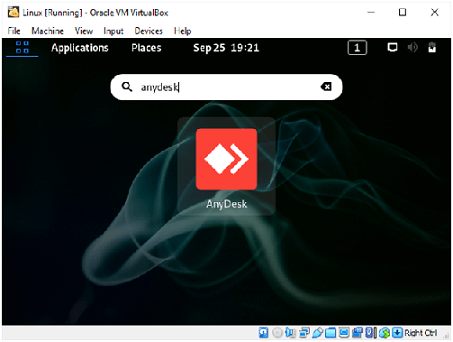 Linux [Running] - Oracle VM VirtualBox
File Machine View Input Devices Help
Applications Places Sep 25 19:21 1
anydesk
AnyDesk
Right Ctrl